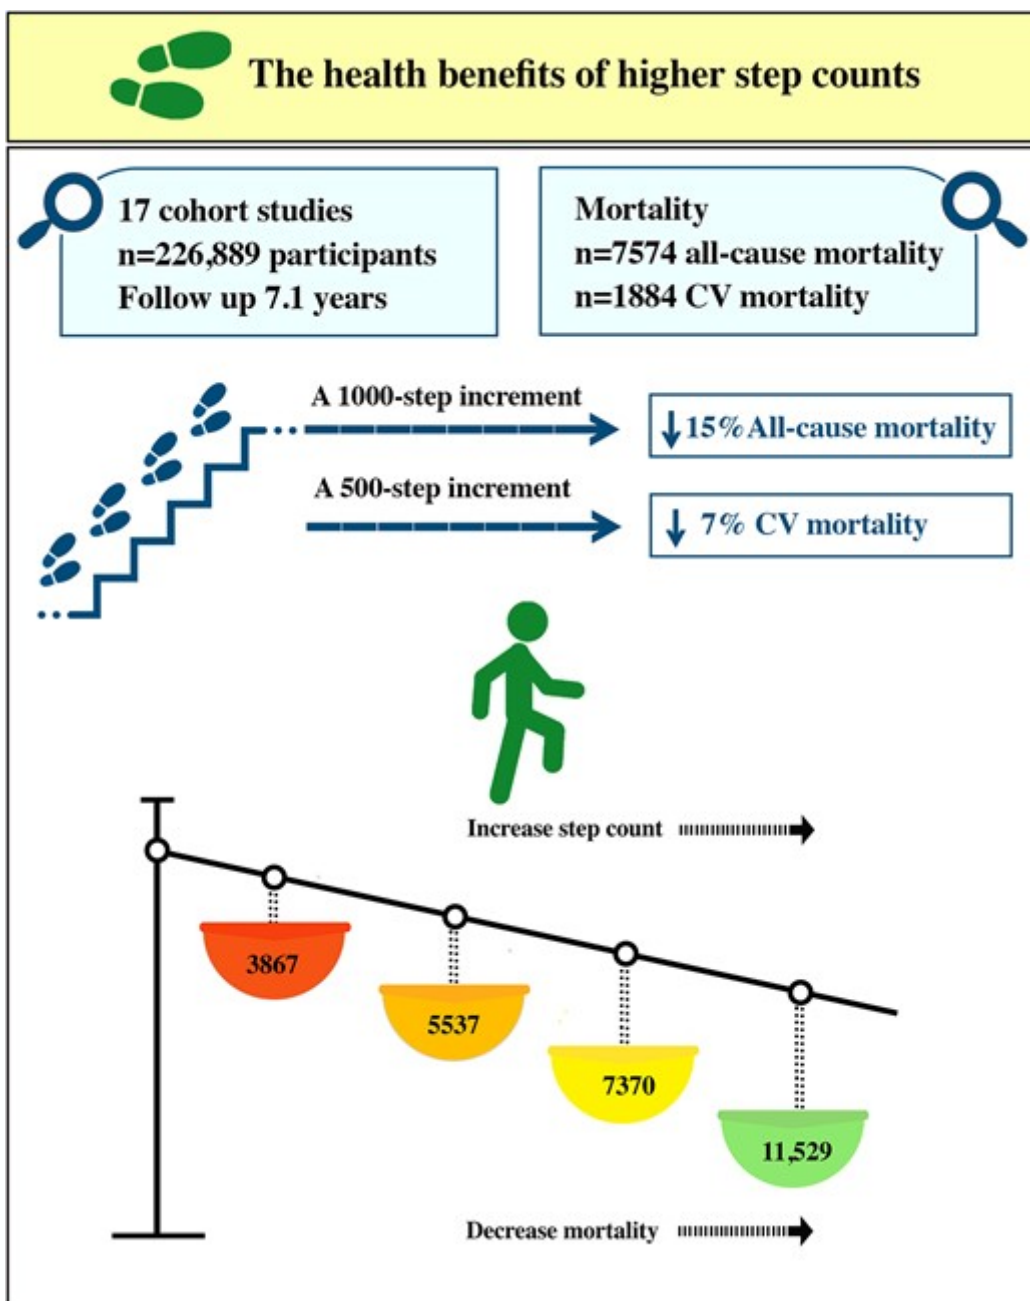 The health benefits of higher step counts
17 cohort studies
n=226,889 participants
Follow up 7.1 years
Mortality
n=7574 all-cause mortality
n=1884 CV mortality
A 1000-step increment
↓ 15% All-cause mortality
A 500-step increment
↓ 7% CV mortality
Increase step count
3867
5537
7370
11,529
Decrease mortality